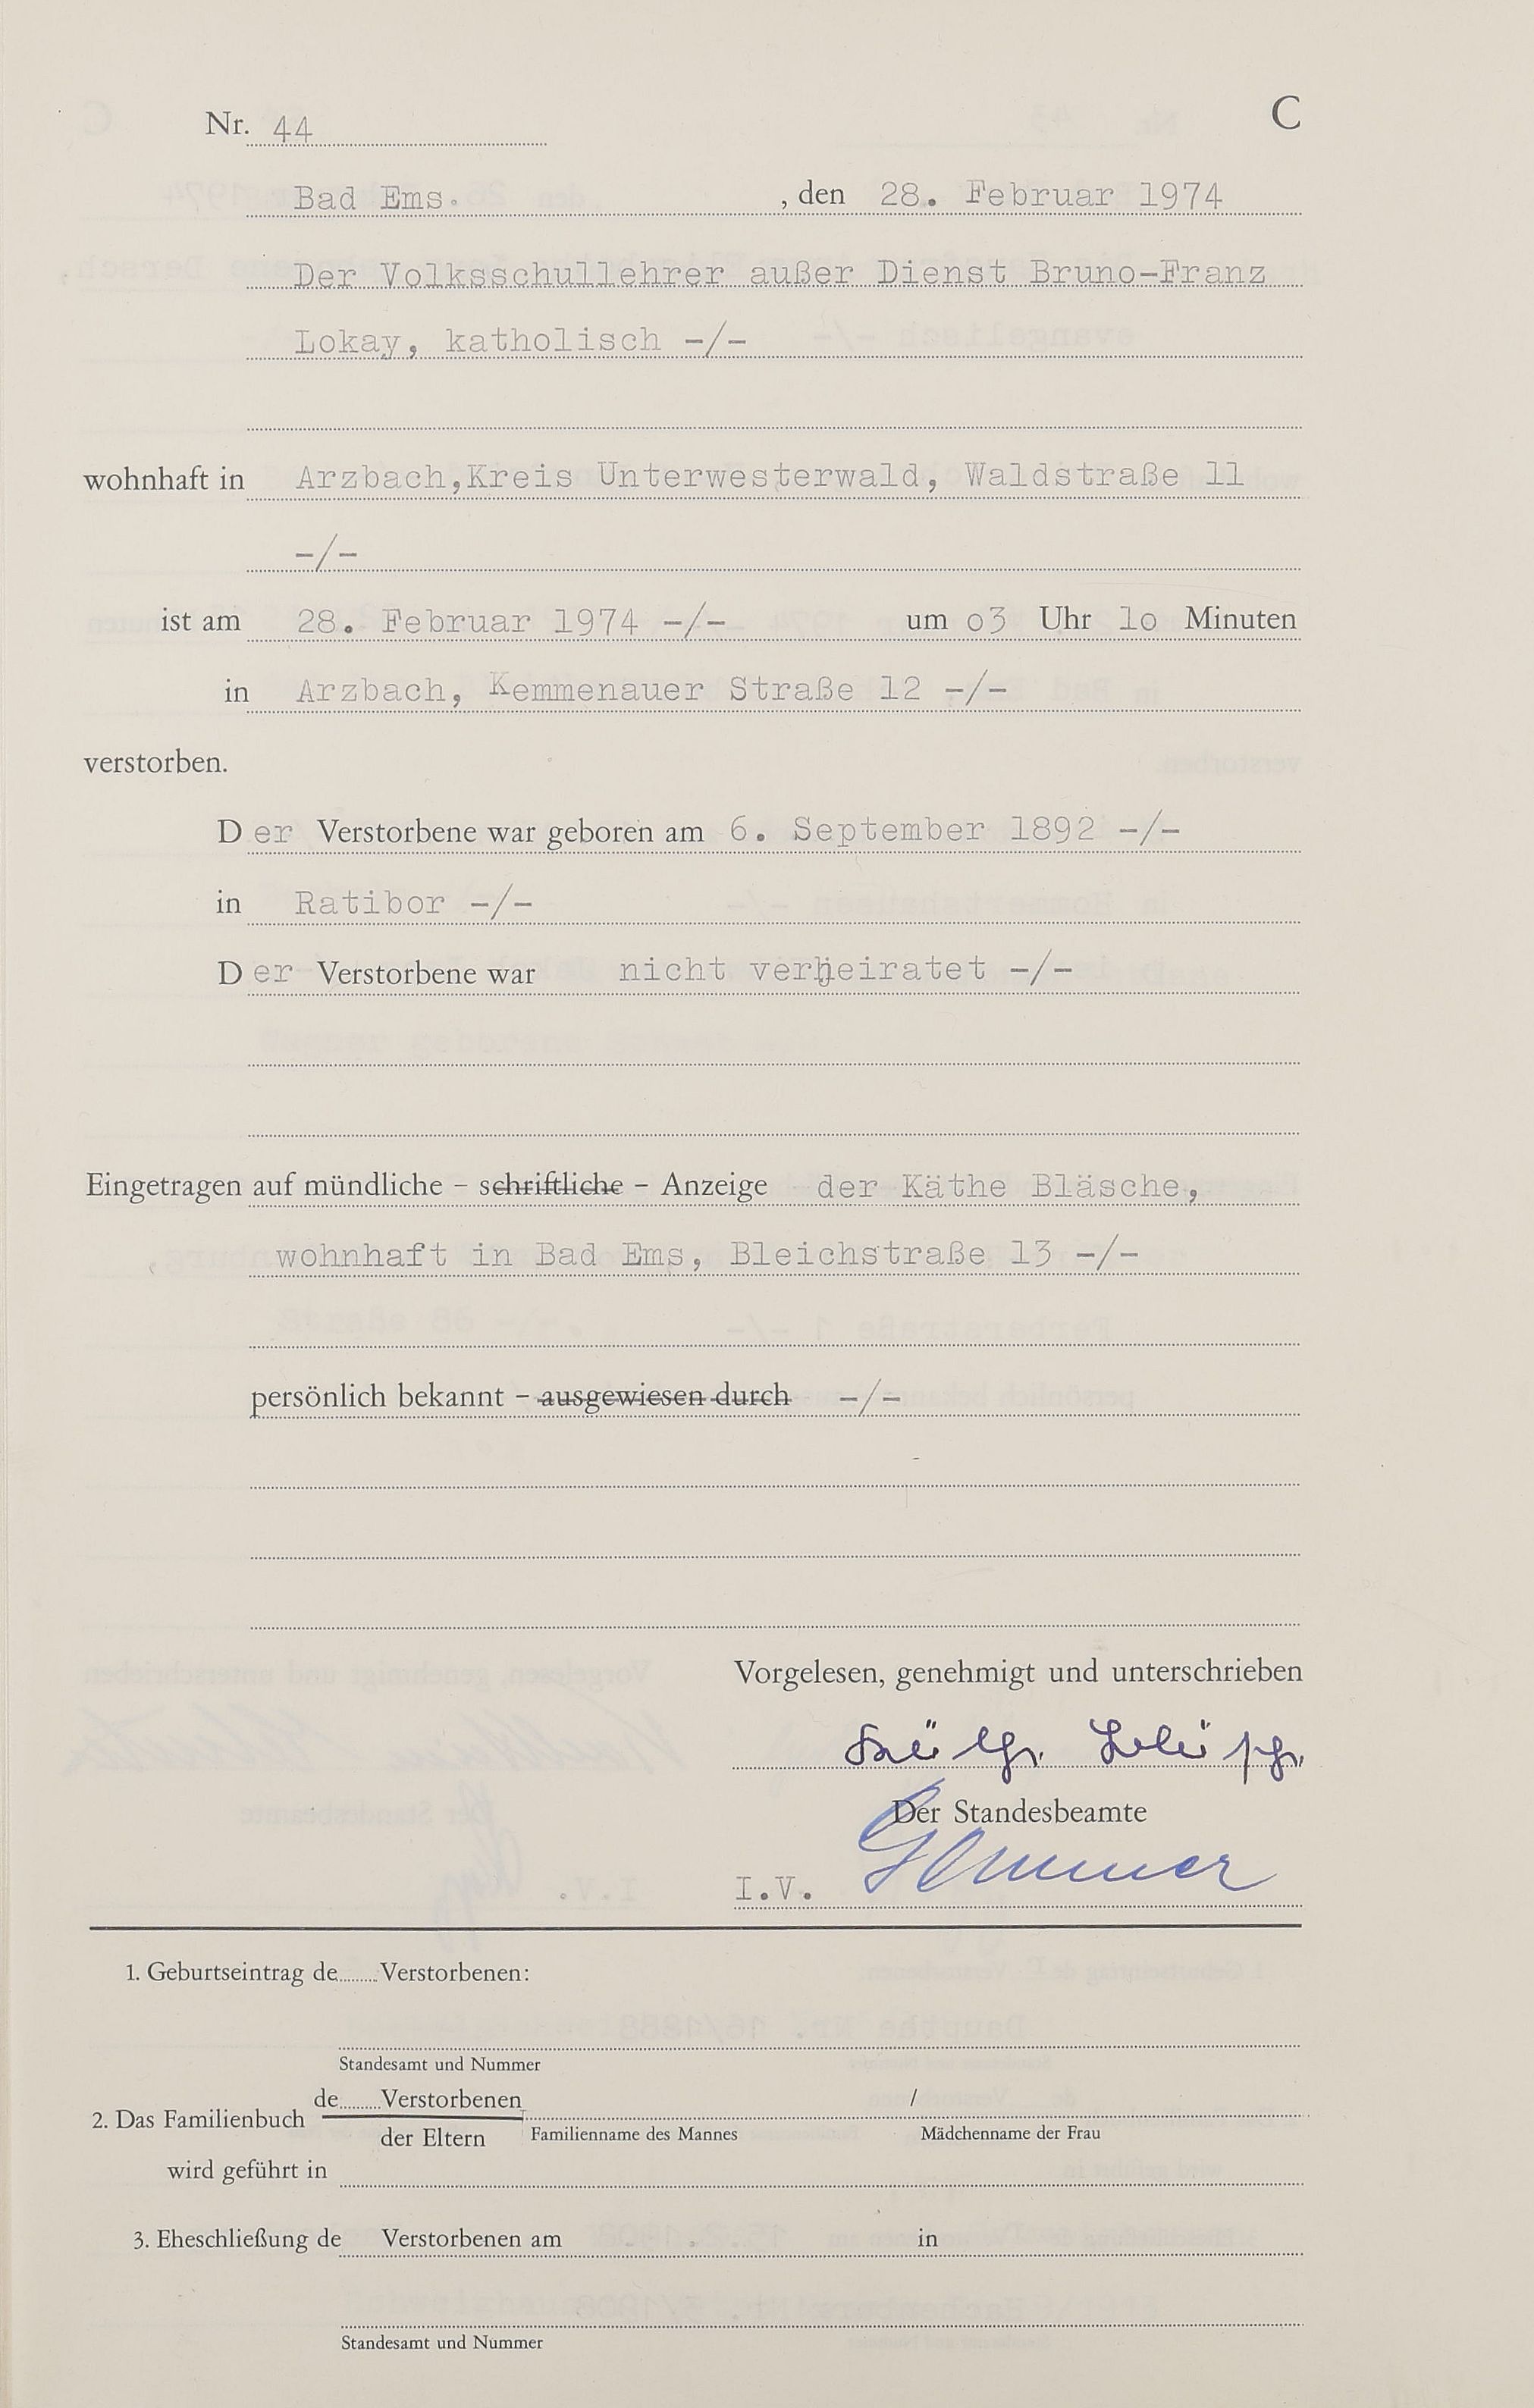 Nr. 44 C
Bad Ems. , den 28. Februar 1974
Der Volksschullehrer außer Dienst Bruno-Franz
Lokay, katholisch -/-
wohnhaft in Arzbach,Kreis Unterwesterwald, Waldstraße 11
-/-
ist am 28. Februar 1974 -/- um o3 Uhr lo Minuten
in Arzbach, Kemmenauer Straße 12 -/-
verstorben.
Der Verstorbene war geboren am 6. September 1892 -/-
in Ratibor -/-
Der Verstorbene war nicht verheiratet -/-
Eingetragen auf mündliche - schriftliche - Anzeige der Käthe Bläsche,
wohnhaft in Bad Ems, Bleichstraße 13 -/-
persönlich bekannt - ausgewiesen durch -/-
Vorgelesen, genehmigt und unterschrieben
Käthe Bläsche
Der Standesbeamte
I.V.
1. Geburtseintrag de........Verstorbenen:
Standesamt und Nummer
de........Verstorbenen /
2. Das Familienbuch
der Eltern Familienname des Mannes Mädchenname der Frau
wird geführt in
3. Eheschließung de Verstorbenen am in
Standesamt und Nummer